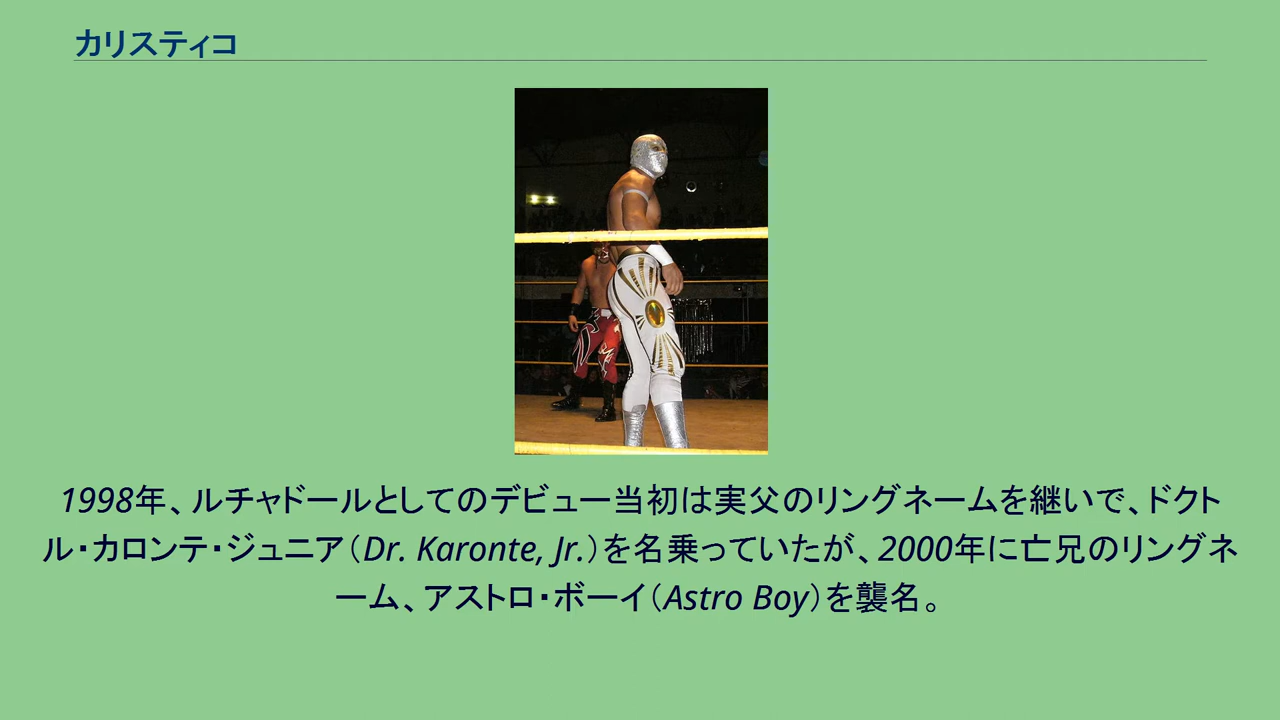 カリスティコ
1998年、ルチャドールとしてのデビュー当初は実父のリングネームを継いで、ドクト
ル・カロンテ・ジュニア（Dr. Karonte, Jr.）を名乗っていたが、2000年に亡兄のリングネ
ーム、アストロ・ボーイ（Astro Boy）を襲名。